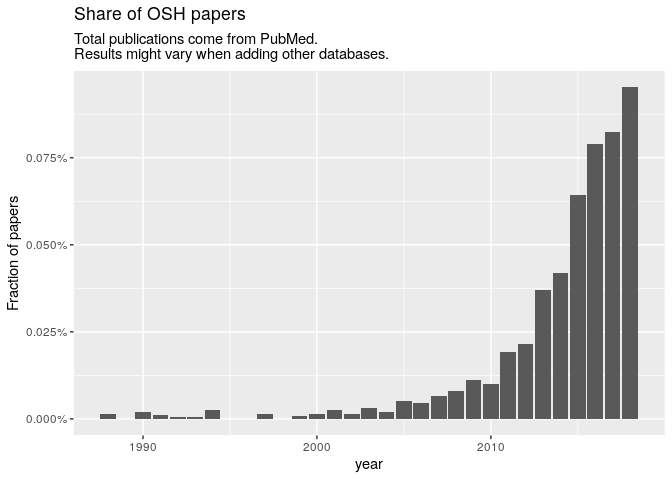 Share of OSH papers
Total publications come from PubMed.
Results might vary when adding other databases.
Fraction of papers
0.075%
0.050%
0.025%
0.000%
1990
2000
2010
year